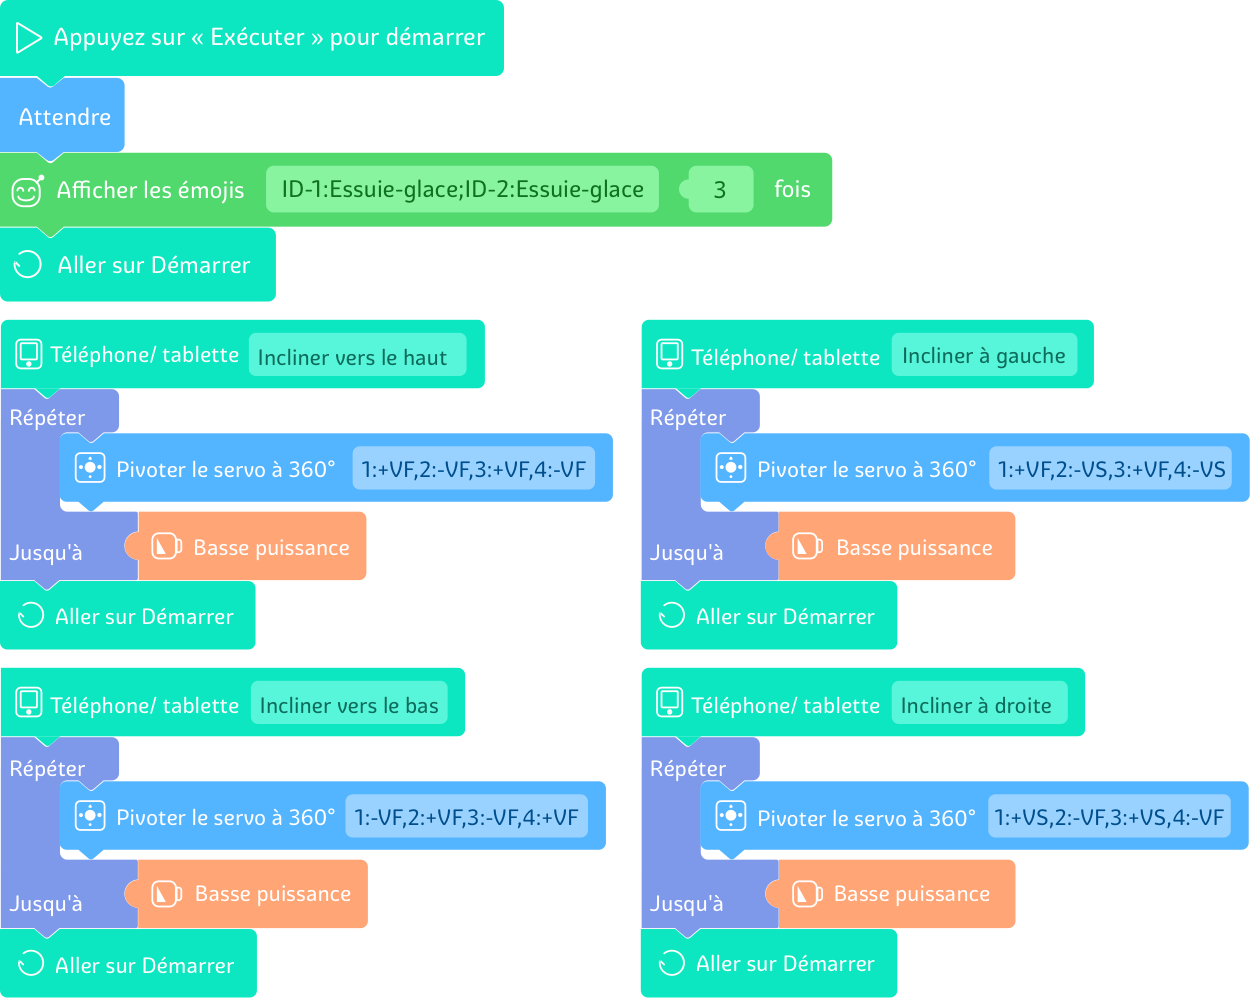 Appuyez sur « Exécuter » pour démarrer
Attendre
Afficher les émojis ID-1:Essuie-glace;ID-2:Essuie-glace 3 fois
Aller sur Démarrer
Téléphone/ tablette Incliner vers le haut
Répéter
Pivoter le servo à 360° 1:+VF,2:-VF,3:+VF,4:-VF
Jusqu'à Basse puissance
Aller sur Démarrer
Téléphone/ tablette Incliner à gauche
Répéter
Pivoter le servo à 360° 1:+VF,2:-VS,3:+VF,4:-VS
Jusqu'à Basse puissance
Aller sur Démarrer
Téléphone/ tablette Incliner vers le bas
Répéter
Pivoter le servo à 360° 1:-VF,2:+VF,3:-VF,4:+VF
Jusqu'à Basse puissance
Aller sur Démarrer
Téléphone/ tablette Incliner à droite
Répéter
Pivoter le servo à 360° 1:+VS,2:-VF,3:+VS,4:-VF
Jusqu'à Basse puissance
Aller sur Démarrer